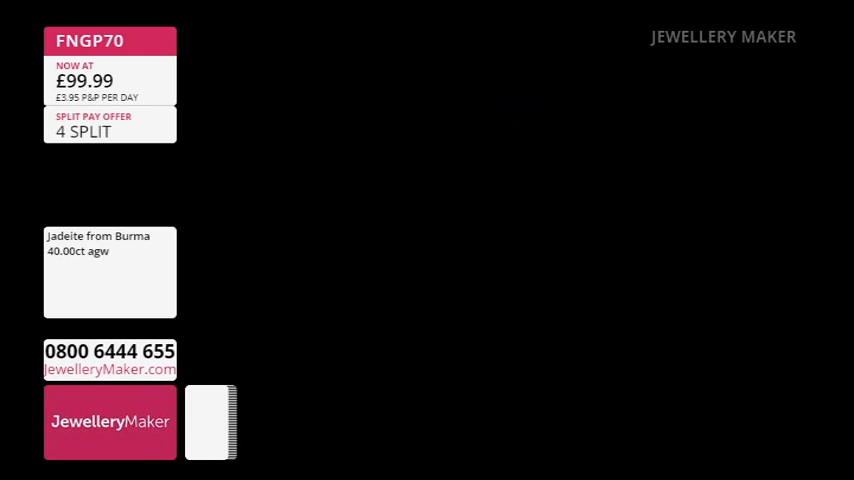 FNGP70
JEWELLERY MAKER
NOW AT
£99.99
£3.95 P&P PER DAY
SPLIT PAY OFFER
4 SPLIT
Jadeite from Burma
40.00ct agw
0800 6444 655
JewelleryMaker.com
JewelleryMaker